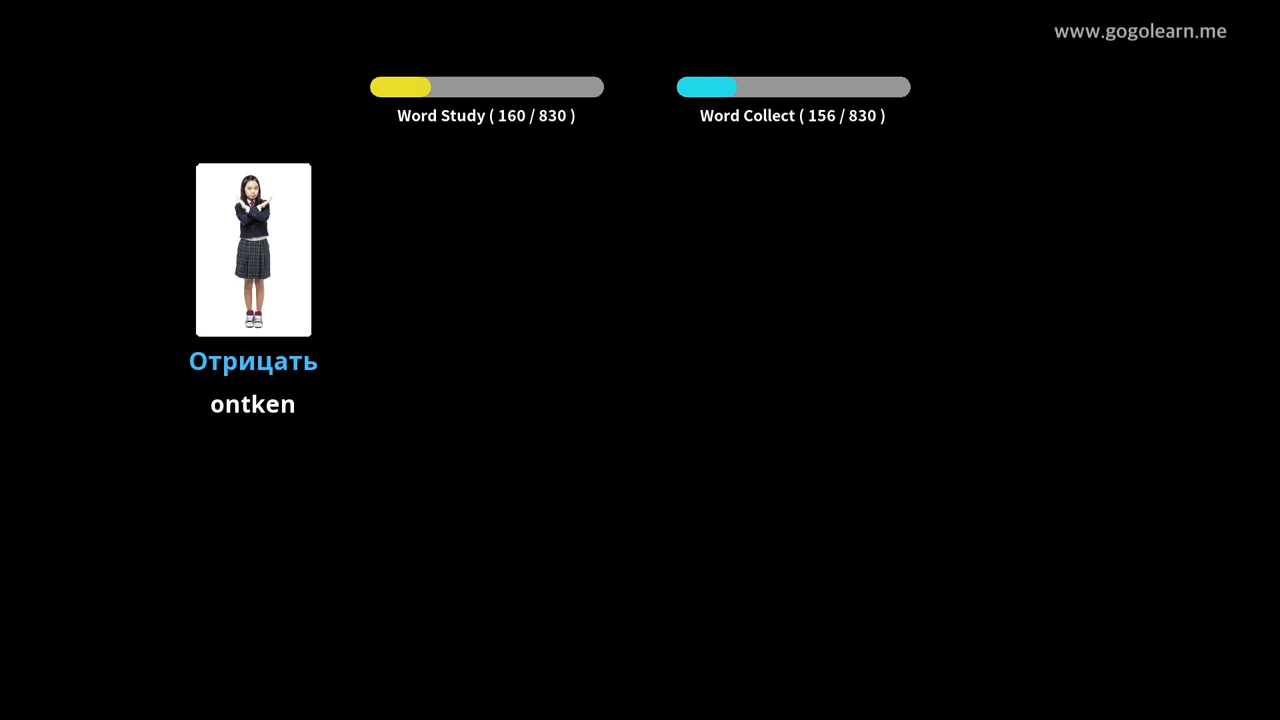 www.gogolearn.me
Word Study ( 160 / 830 )
Word Collect ( 156 / 830 )
Отрицать
ontken